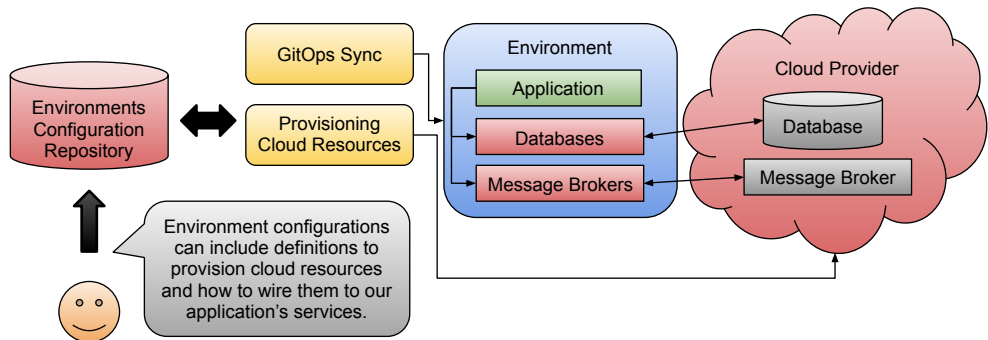 GitOps Sync
Environments
Configuration
Repository
Provisioning
Cloud Resources
Environment
Application
Databases
Message Brokers
Cloud Provider
Database
Message Broker
Environment configurations
can include definitions to
provision cloud resources
and how to wire them to our
application’s services.